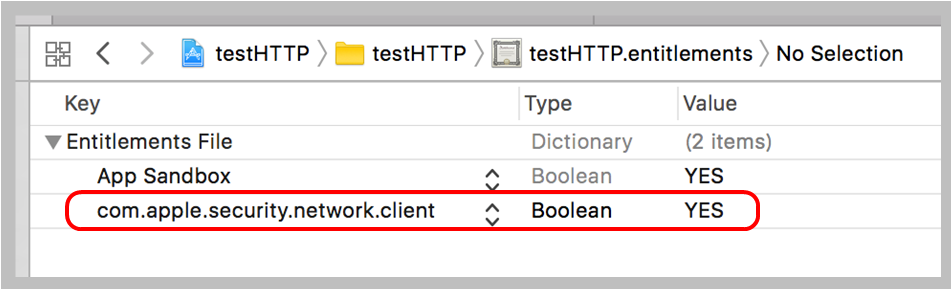 testHTTP testHTTP testHTTP.entitlements No Selection
Key Type Value
Entitlements File Dictionary (2 items)
App Sandbox Boolean YES
com.apple.security.network.client Boolean YES